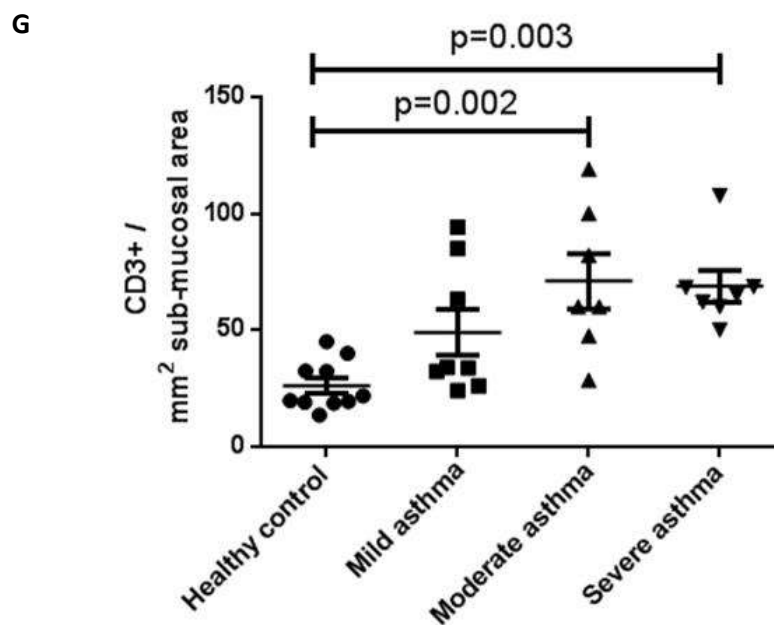 G
p=0.003
p=0.002
150
100
50
0
CD3+ /
mm² sub-mucosal area
Healthy control
Mild asthma
Moderate asthma
Severe asthma